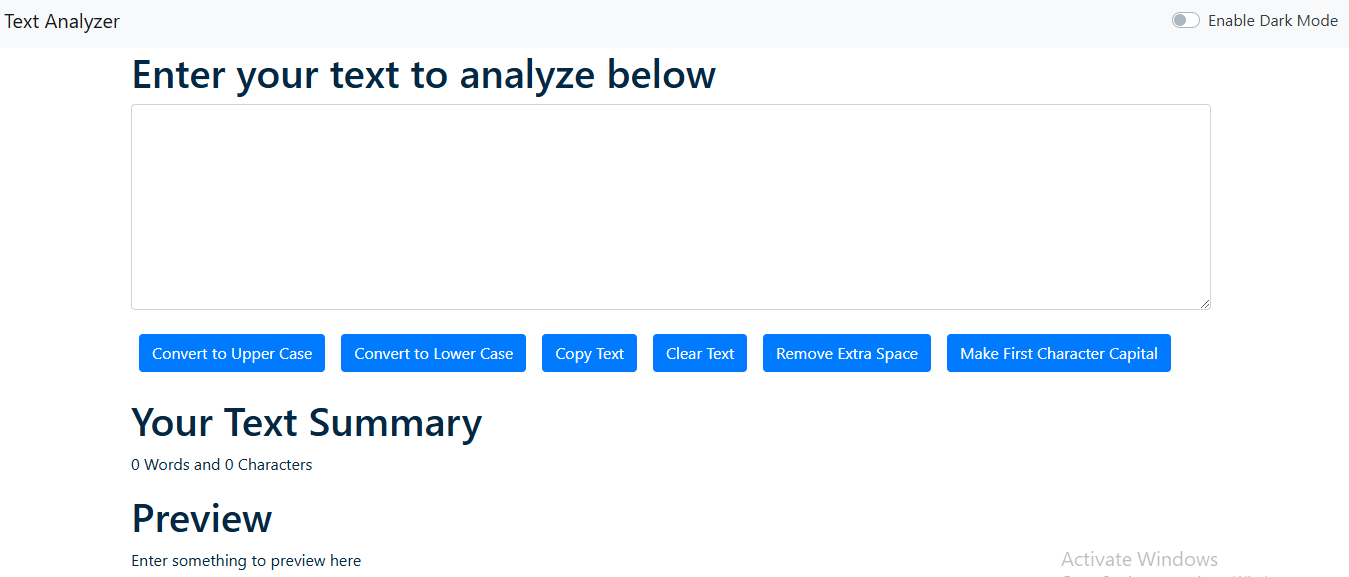 Text Analyzer
Enable Dark Mode
Enter your text to analyze below
Convert to Upper Case
Convert to Lower Case
Copy Text
Clear Text
Remove Extra Space
Make First Character Capital
Your Text Summary
0 Words and 0 Characters
Preview
Enter something to preview here
Activate Windows